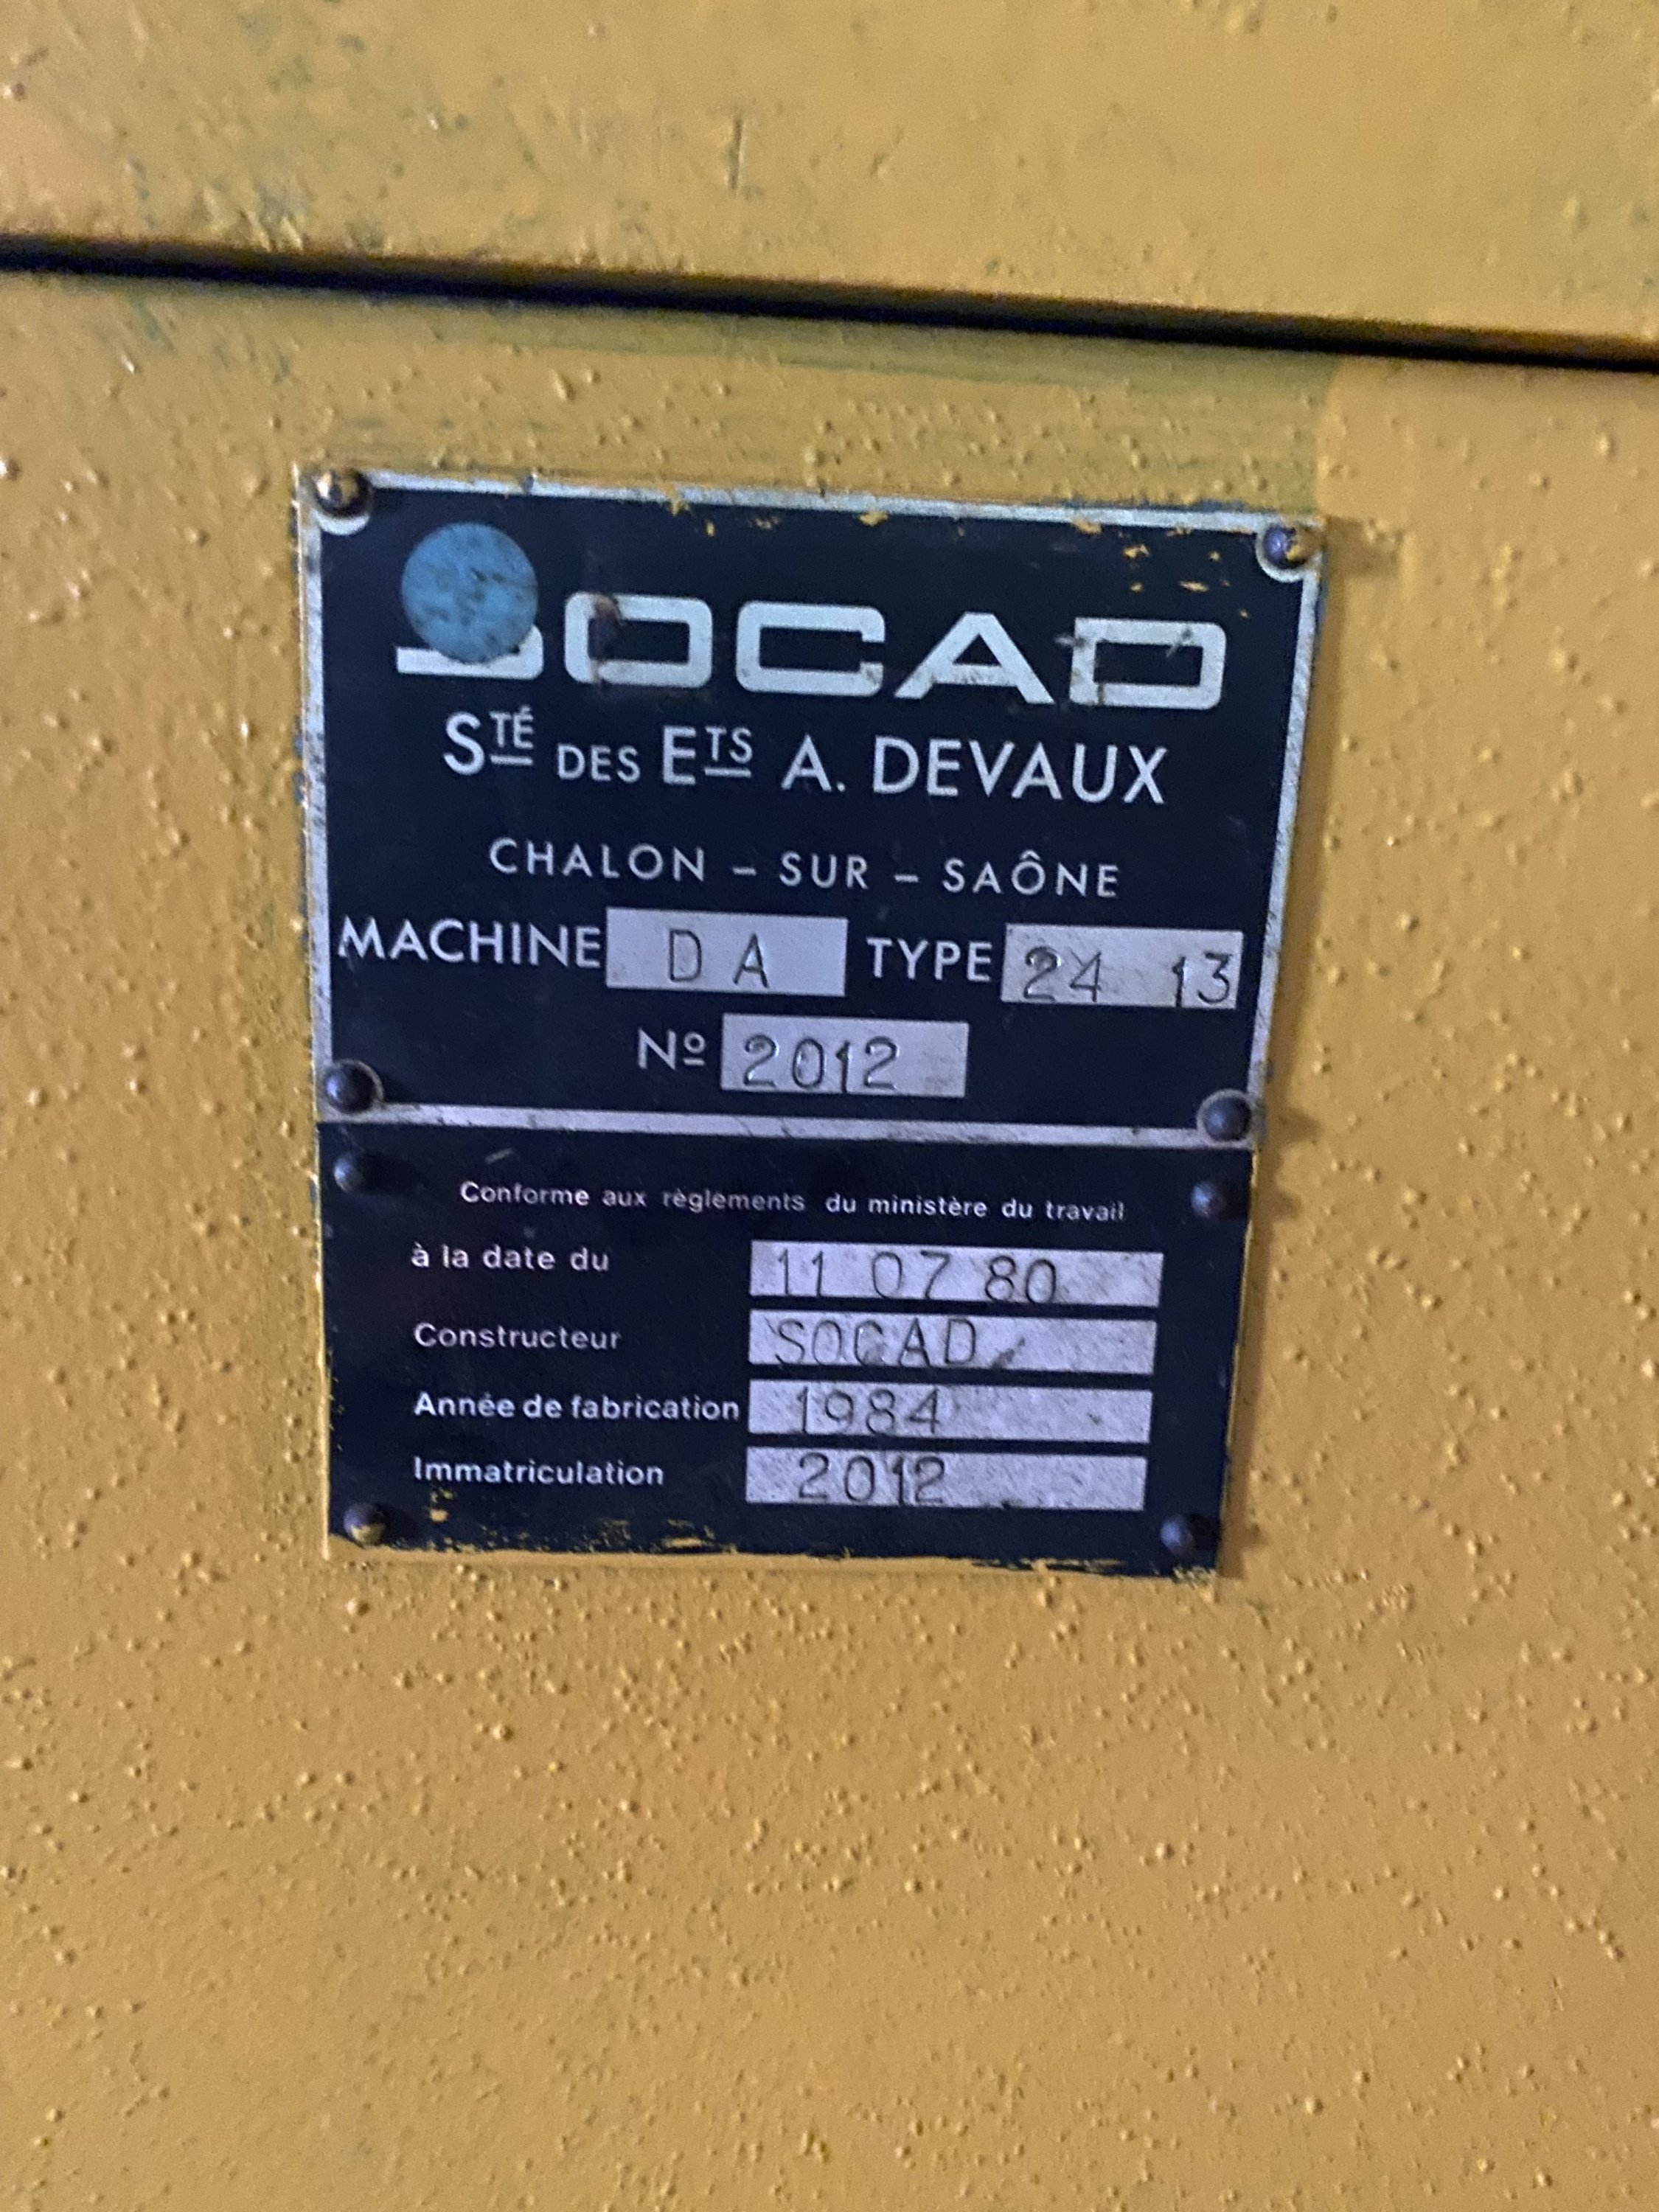 SOCAD
STÉ DES ETS A. DEVAUX
CHALON – SUR – SAÔNE
MACHINE DA TYPE 24 13
Nº 2012
Conforme aux règlements du ministère du travail
à la date du 11 07 80
Constructeur SOCAD
Année de fabrication 1984
Immatriculation 2012